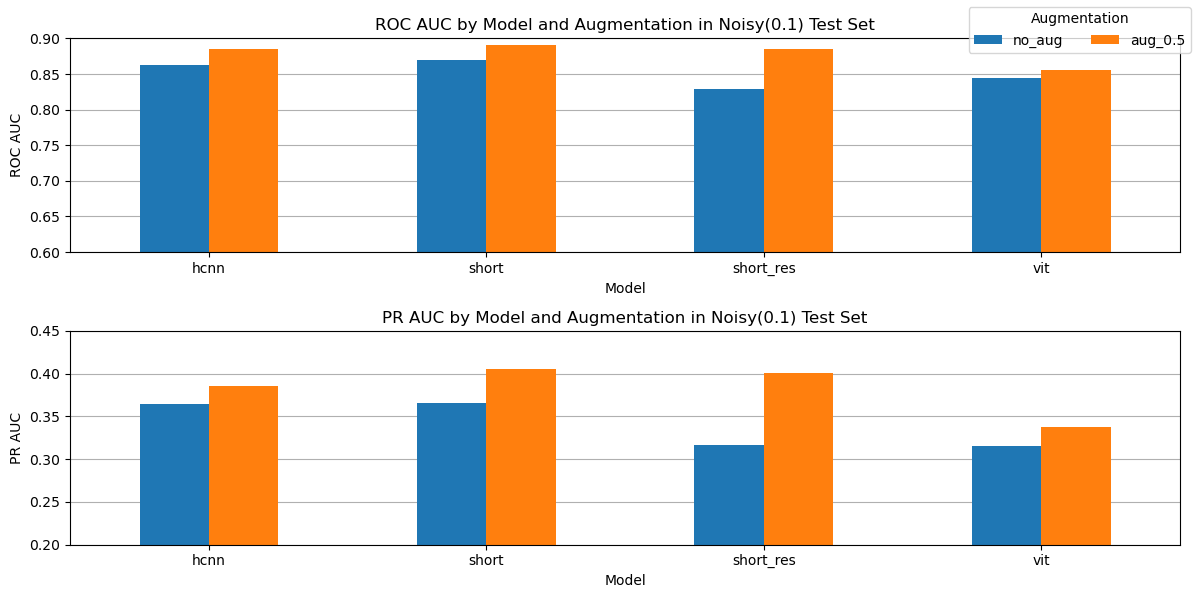 ROC AUC by Model and Augmentation in Noisy(0.1) Test Set
Augmentation
no_aug aug_0.5
ROC AUC
0.90
0.85
0.80
0.75
0.70
0.65
0.60
hcnn short short_res vit
Model
PR AUC by Model and Augmentation in Noisy(0.1) Test Set
PR AUC
0.45
0.40
0.35
0.30
0.25
0.20
hcnn short short_res vit
Model